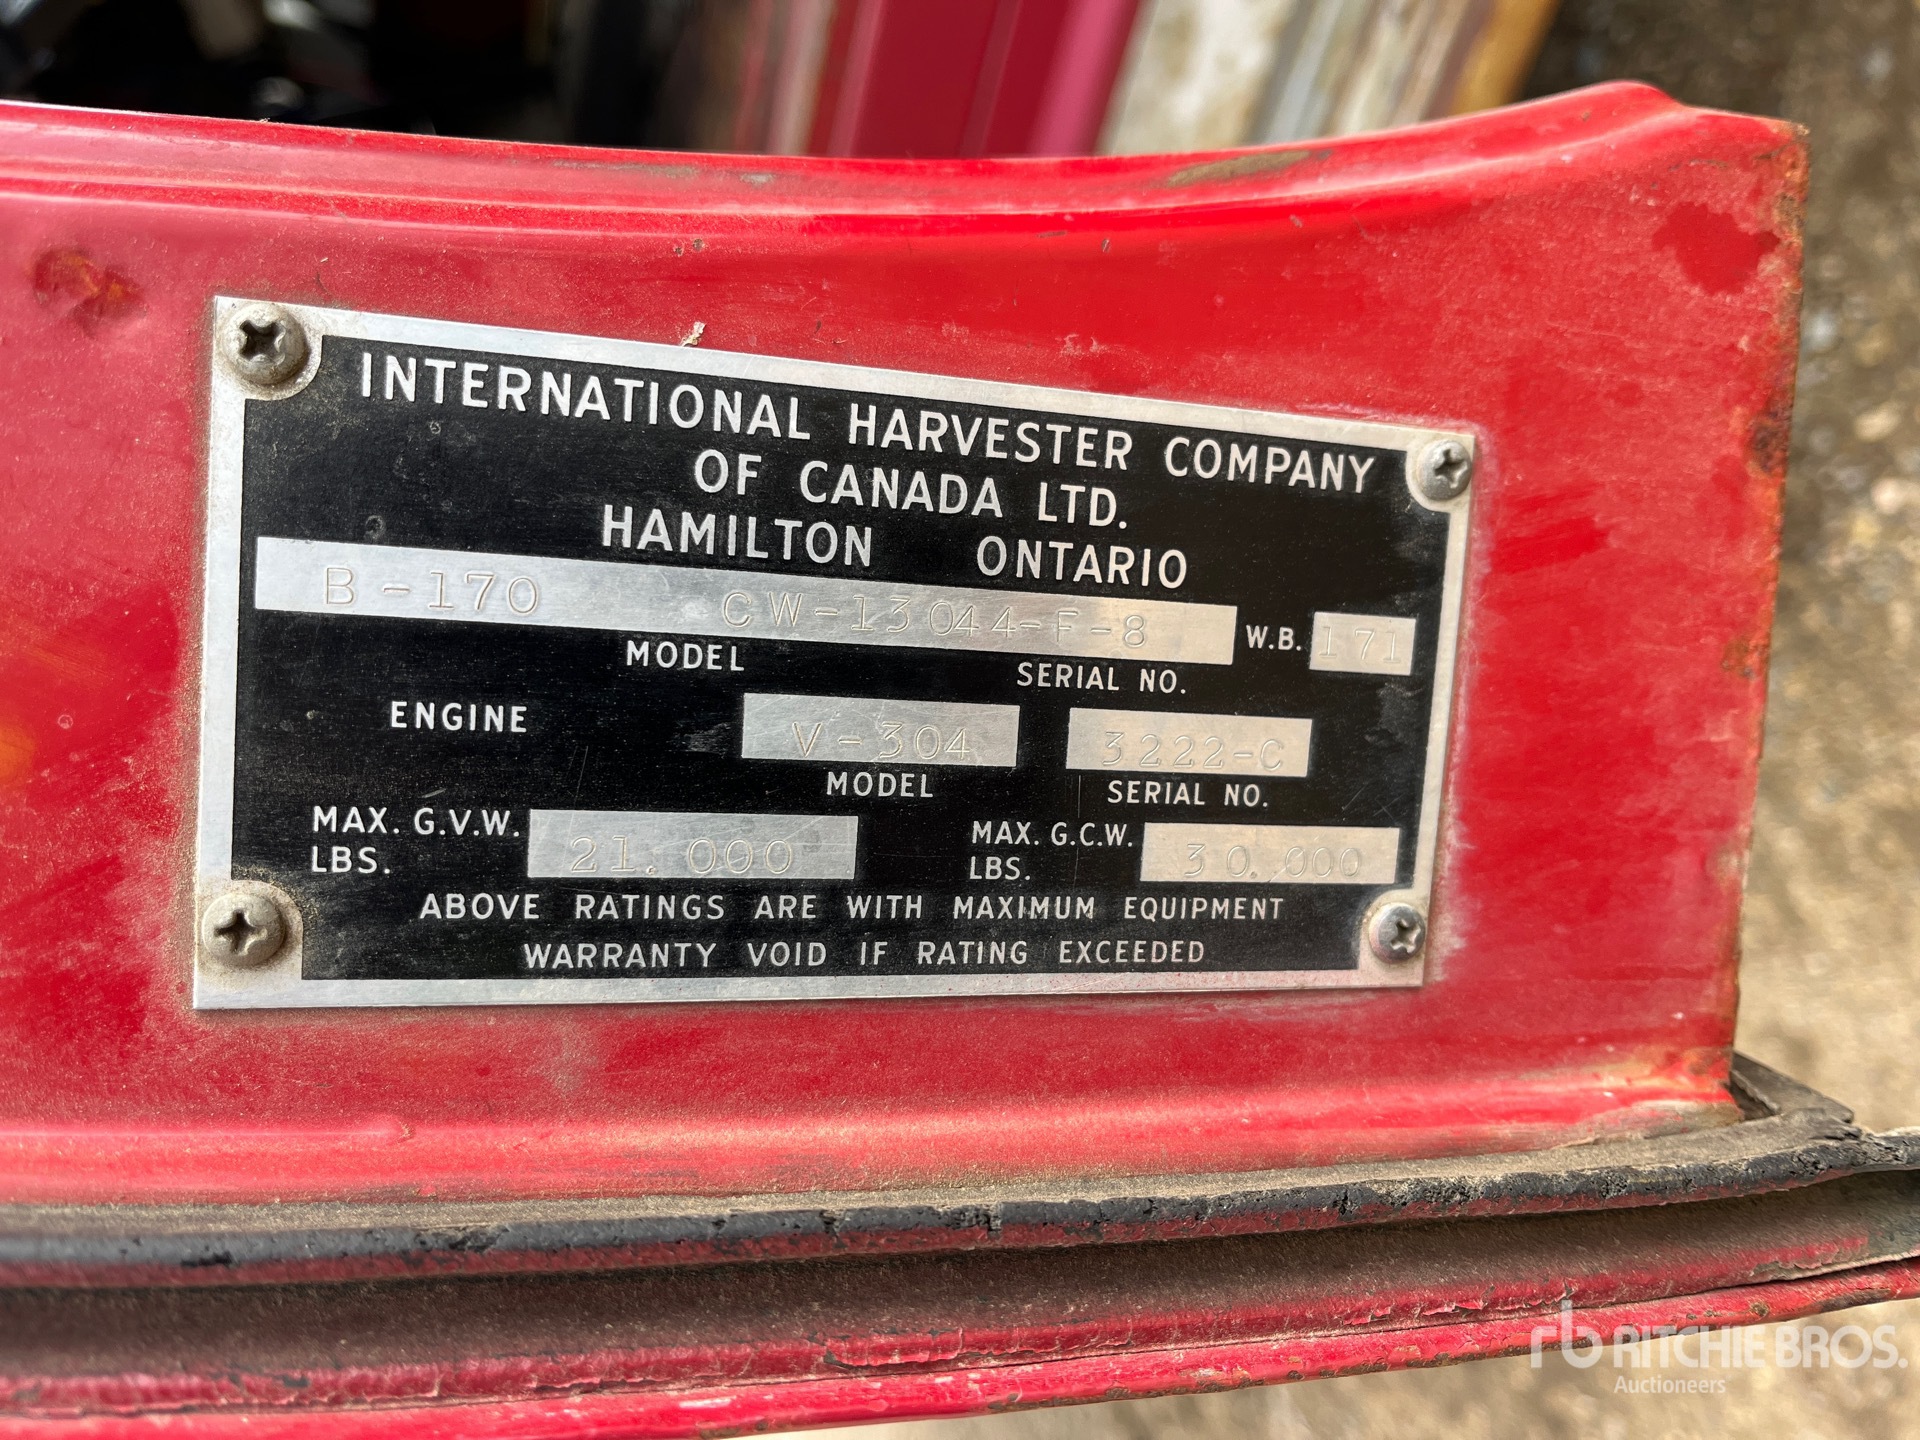 INTERNATIONAL HARVESTER COMPANY
OF CANADA LTD.
HAMILTON ONTARIO
B-170 CW-13044-F-8 W.B. 171
MODEL SERIAL NO.
ENGINE V-304 3222-C
MODEL SERIAL NO.
MAX. G.V.W. LBS. 21.000 MAX. G.C.W. LBS. 30.000
ABOVE RATINGS ARE WITH MAXIMUM EQUIPMENT
WARRANTY VOID IF RATING EXCEEDED
rb RITCHIE BROS.
Auctioneers